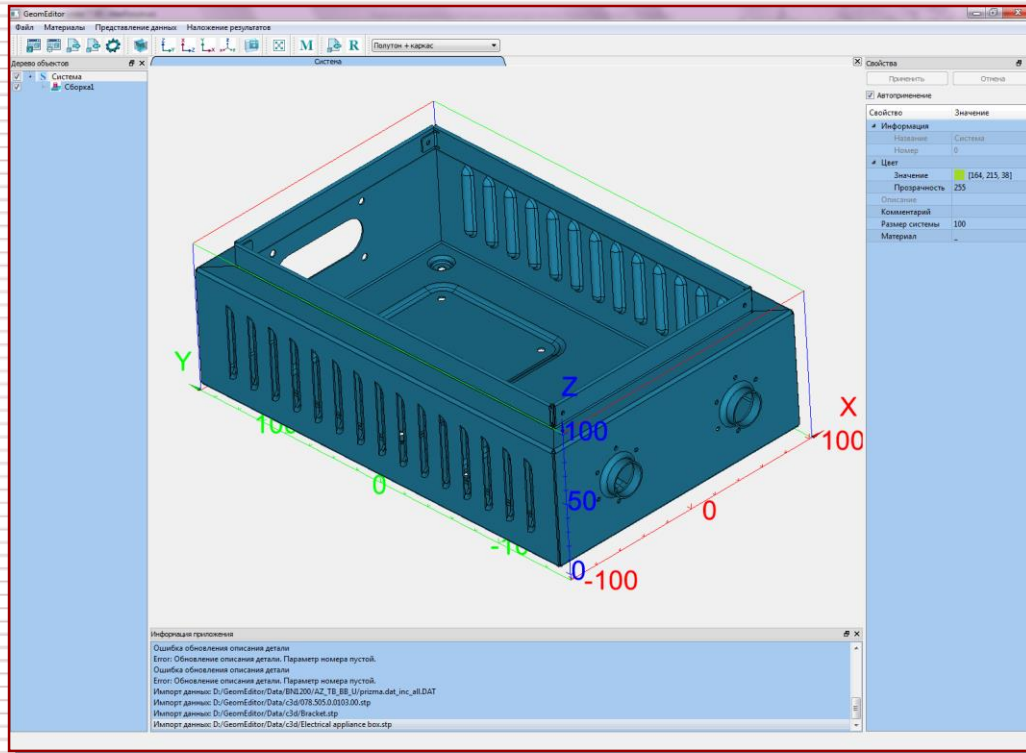 GeomEditor
Файл Материалы Представление данных Наложение результатов
M R Полутон + каркас
Дерево объектов
Система
Свойства
S Система
Сборка1
Применить Отмена
Автоприменение
Свойство Значение
Информация
Название Система
Номер 0
Цвет
Значение [164, 215, 38]
Прозрачность 255
Описание
Комментарий
Размер системы 100
Материал _
Y
Z
X
100
100
0
50
0
-100
0
-100
Информация приложения
Ошибка обновления описания детали
Error: Обновление описания детали. Параметр номера пустой.
Ошибка обновления описания детали
Error: Обновление описания детали. Параметр номера пустой.
Импорт данных: D:/GeomEditor/Data/BN1200/AZ_TB_BB_U/prizma.dat_inc_all.DAT
Импорт данных: D:/GeomEditor/Data/c3d/078.505.0.0103.00.stp
Импорт данных: D:/GeomEditor/Data/c3d/Bracket.stp
Импорт данных: D:/GeomEditor/Data/c3d/Electrical appliance box.stp